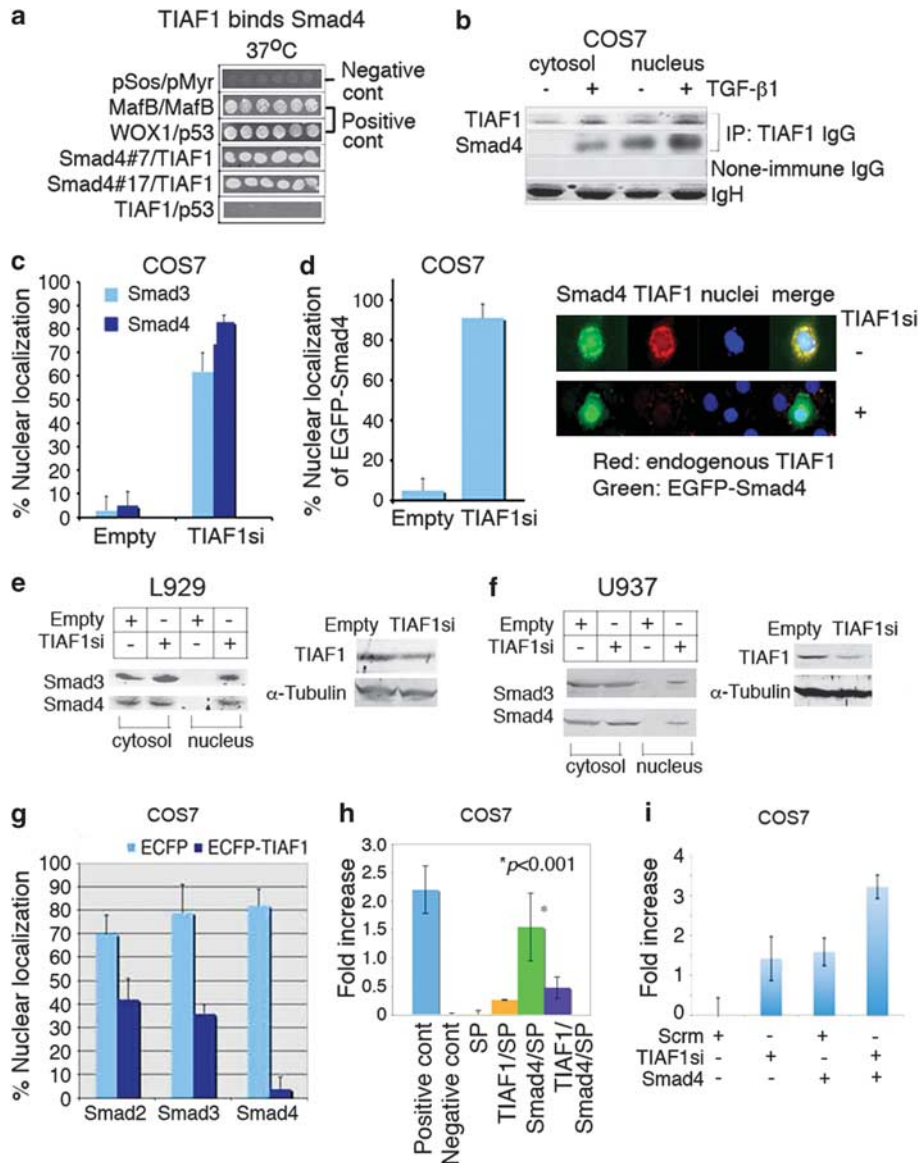 a
TIAF1 binds Smad4
37°C
pSos/pMyr
MafB/MafB
WOX1/p53
Smad4#7/TIAF1
Smad4#17/TIAF1
TIAF1/p53
Negative
cont
Positive
cont
b
COS7
cytosol nucleus
- + - + TGF-β1
TIAF1
Smad4
IP: TIAF1 IgG
None-immune IgG
IgH
c
COS7
% Nuclear localization
100
90
80
70
60
50
40
30
20
10
0
Smad3
Smad4
Empty TIAF1si
d
COS7
% Nuclear localization
of EGFP-Smad4
100
80
60
40
20
0
Empty TIAF1si
Smad4 TIAF1 nuclei merge
TIAF1si
-
+
Red: endogenous TIAF1
Green: EGFP-Smad4
e
L929
Empty + - + -
TIAF1si - + - +
Smad3
Smad4
cytosol nucleus
Empty TIAF1si
TIAF1
α-Tubulin
f
U937
Empty + - + -
TIAF1si - + - +
Smad3
Smad4
cytosol nucleus
Empty TIAF1si
TIAF1
α-Tubulin
g
COS7
ECFP ECFP-TIAF1
% Nuclear localization
100
90
80
70
60
50
40
30
20
10
0
Smad2 Smad3 Smad4
h
COS7
Fold increase
3.0
2.5
2.0
1.5
1.0
0.5
0
*p<0.001
*
Positive cont
Negative cont
SP
TIAF1/SP
Smad4/SP
TIAF1/
Smad4/SP
i
COS7
Fold increase
4
3
2
1
0
Scrm + - + -
TIAF1si - + - +
Smad4 - - + +